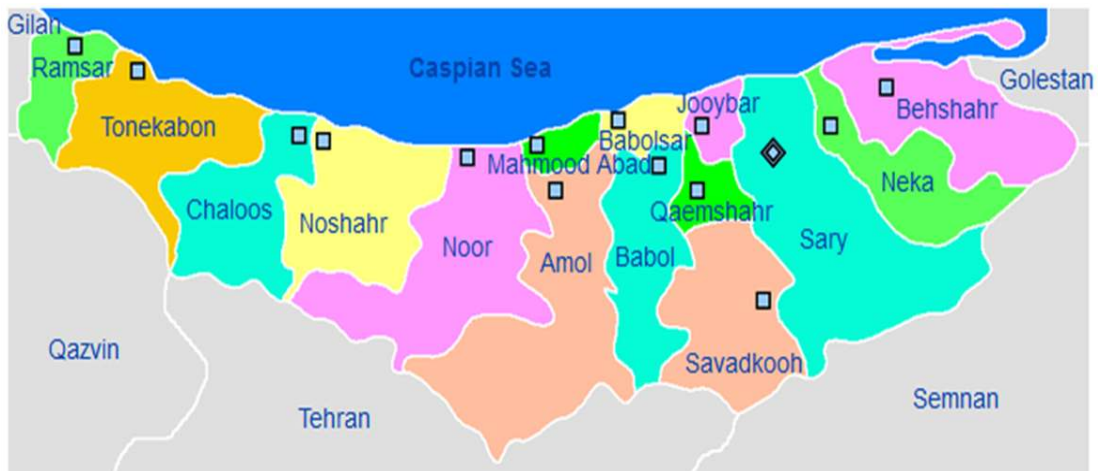 Gilan
Ramsar
Caspian Sea
Golestan
Tonekabon
Jooybar
Behshahr
Babolsar
Mahmood Abad
Neka
Chaloos
Noshahr
Qaemshahr
Noor
Amol
Babol
Sary
Qazvin
Savadkooh
Tehran
Semnan